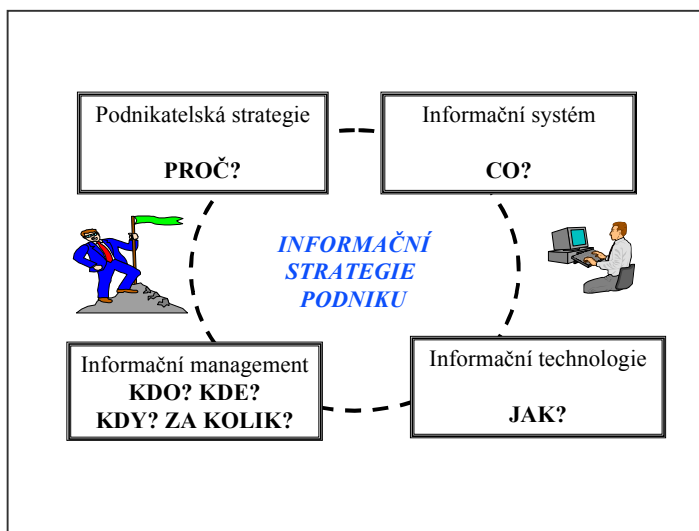 Podnikatelská strategie
PROČ?
Informační systém
CO?
INFORMAČNÍ
STRATEGIE
PODNIKU
Informační management
KDO? KDE?
KDY? ZA KOLIK?
Informační technologie
JAK?